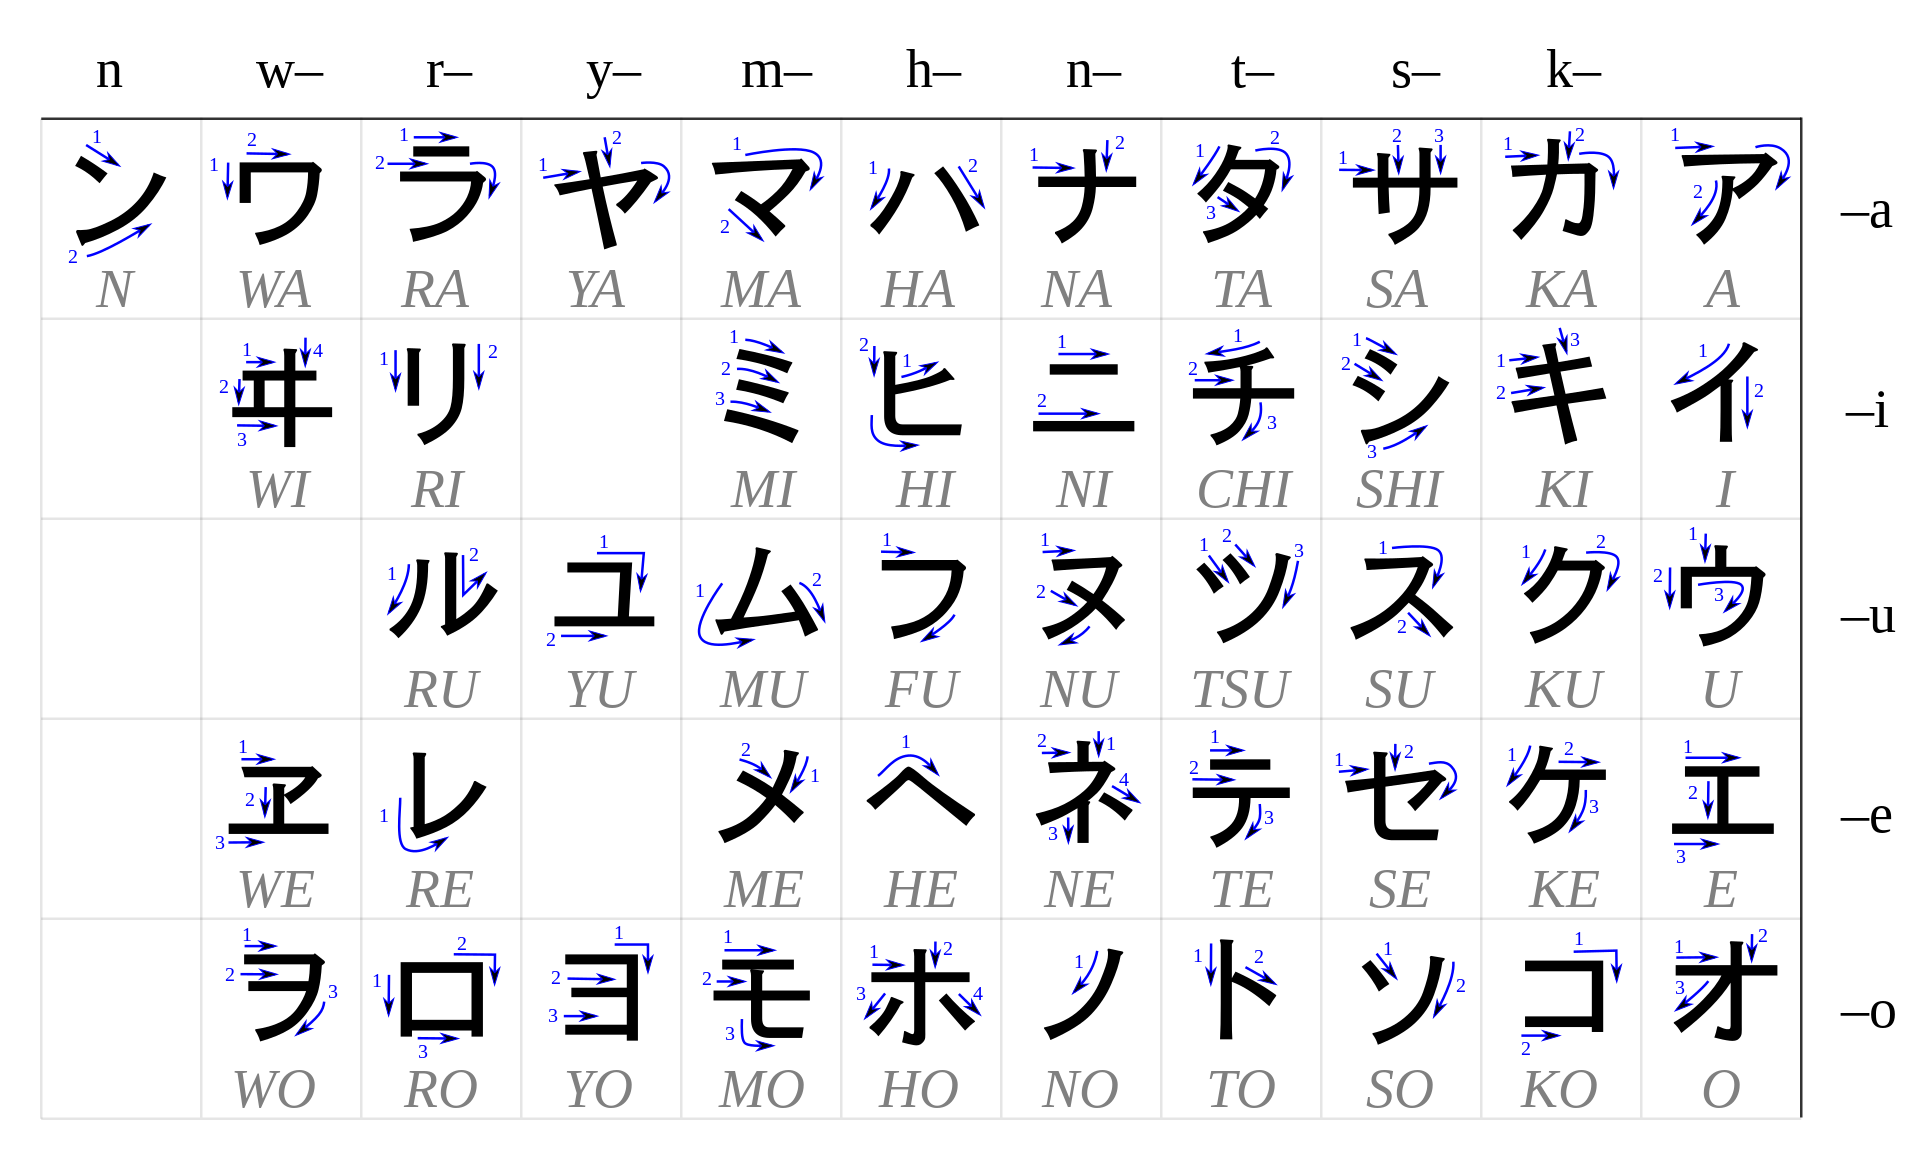 n w– r– y– m– h– n– t– s– k–
ン ワ ラ ヤ マ ハ ナ タ サ カ ア –a
N WA RA YA MA HA NA TA SA KA A
ヰ リ ミ ヒ ニ チ シ キ イ –i
WI RI MI HI NI CHI SHI KI I
ル ユ ム フ ヌ ツ ス ク ウ –u
RU YU MU FU NU TSU SU KU U
ヱ レ メ ヘ ネ テ セ ケ エ –e
WE RE ME HE NE TE SE KE E
ヲ ロ ヨ モ ホ ノ ト ソ コ オ –o
WO RO YO MO HO NO TO SO KO O